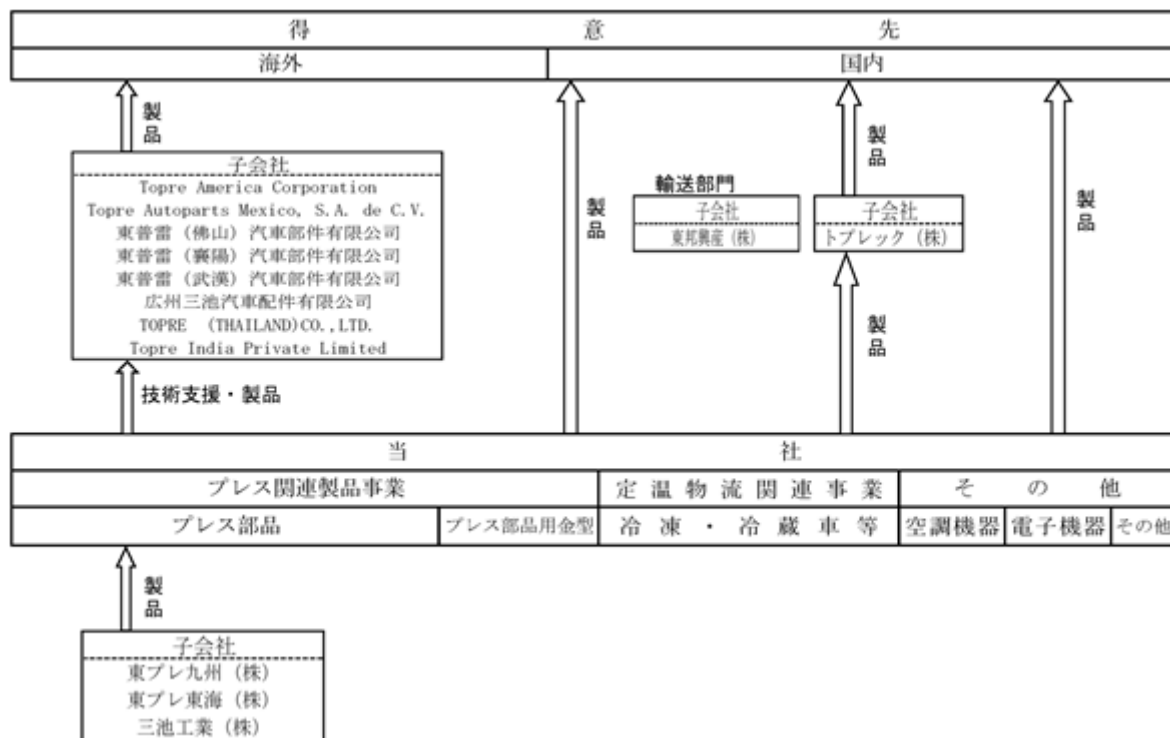 得意先
海外 国内
製品
製品
製品
製品
子会社
Topre America Corporation
Topre Autoparts Mexico, S.A. de C.V.
東普雷（佛山）汽車部件有限公司
東普雷（襄陽）汽車部件有限公司
東普雷（武漢）汽車部件有限公司
広州三池汽車配件有限公司
TOPRE (THAILAND)CO.,LTD.
Topre India Private Limited
輸送部門
子会社
東邦興産（株）
子会社
トプレック（株）
製品
技術支援・製品
当社
プレス関連製品事業 定温物流関連事業 その他
プレス部品 プレス部品用金型 冷凍・冷蔵車等 空調機器 電子機器 その他
製品
子会社
東プレ九州（株）
東プレ東海（株）
三池工業（株）